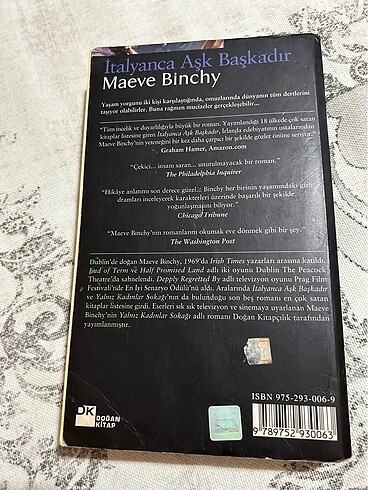 İtalyanca Aşk Başkadır
Maeve Binchy
Yaşam yorgunu iki kişi karşılaştığında, omuzlarında dünyanın tüm dertlerini
taşıyor olabilirler. Buna rağmen mucizeler gerçekleşebilir...
"Tüm incelik ve duyarlılığıyla büyük bir roman. Yayımlandığı 18 ülkede çok satan
kitaplar listesine giren İtalyanca Aşk Başkadır, İrlanda edebiyatının ustalarından
Maeve Binchy'nin yeteneğini bir kez daha çarpıcı bir şekilde gözler önüne seriyor."
Graham Hamer, Amazon.com
"Çekici... insanı saran... unutulmayacak bir roman."
The Philadelphia Inquirer
"Hikâye anlarımı son derece güzel.: Binchy her birinin yaşamındaki gizli
dramları inceleyerek karakterleri üzerinde başarılı bir şekilde
yoğunlaşmasını biliyor."
Chicago Tribune
"Maeve Binchy'nin romanlarını okumak eve dönmek gibi bir şey."
The Washington Post
Dublin'de doğan Maeve Binchy, 1969'da Irish Times yazarları arasına katıldı.
End of Term ve Half Promised Land adlı iki oyunu Dublin The Peacock
Theatre'da sahnelendi. Depply Regretted By adlı televizyon oyunu Prag Film
Festivali'nde En İyi Senaryo Ödülü'nü aldı. Aralarında İtalyanca Aşk Başkadır
ve Yalnız Kadınlar Sokağı'nın da bulunduğu son beş romanı en çok satan
kitaplar listesine girdi. Eserleri sık sık televizyon ve sinemaya uyarlanan Maeve
Binchy'nin Yalnız Kadınlar Sokağı adlı romanı Doğan Kitapçılık tarafından
yayımlanmıştır.
ISBN 975-293-006-9
DK
DOĞAN
KİTAP
9 789752 930063